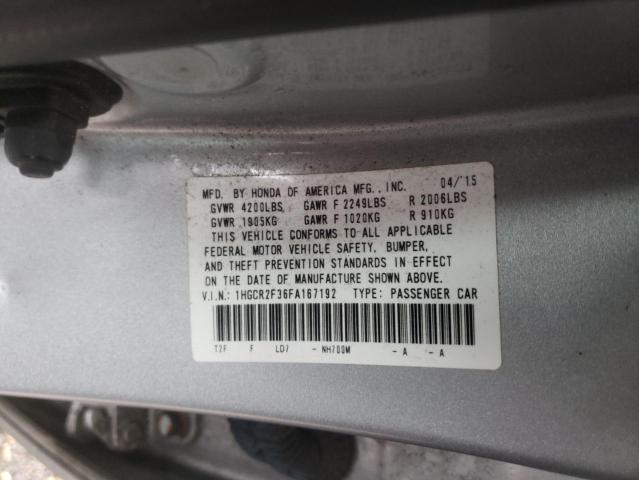 MFD. BY HONDA OF AMERICA MFG., INC. 04/15
GVWR 4200LBS GAWR F 2249LBS R 2006LBS
GVWR 1905KG GAWR F 1020KG R 910KG
THIS VEHICLE CONFORMS TO ALL APPLICABLE
FEDERAL MOTOR VEHICLE SAFETY, BUMPER,
AND THEFT PREVENTION STANDARDS IN EFFECT
ON THE DATE OF MANUFACTURE SHOWN ABOVE.
V.I.N.: 1HGCR2F36FA167192 TYPE: PASSENGER CAR
T2F F LD7 - NH700M - A - A